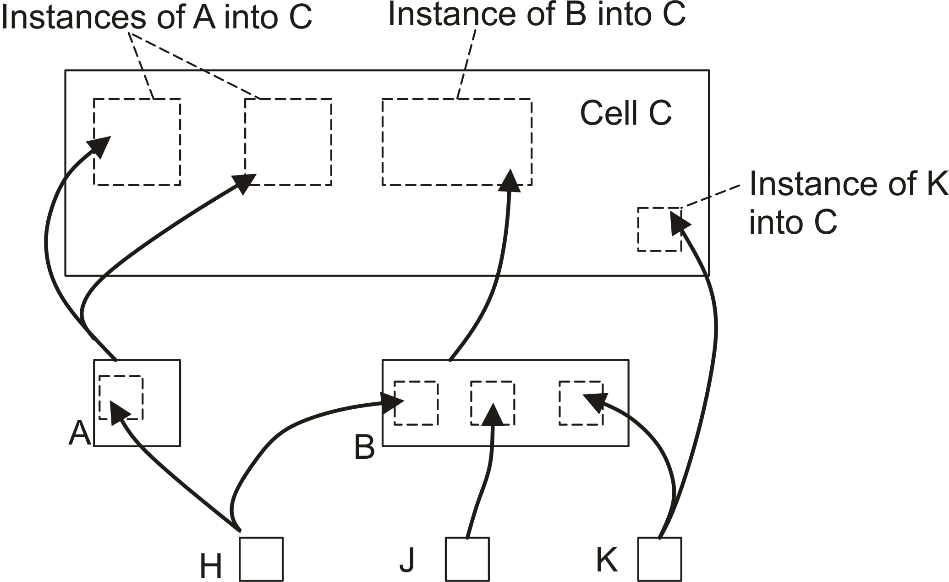 Instances of A into C
Instance of B into C
Cell C
Instance of K
into C
A
B
H
J
K